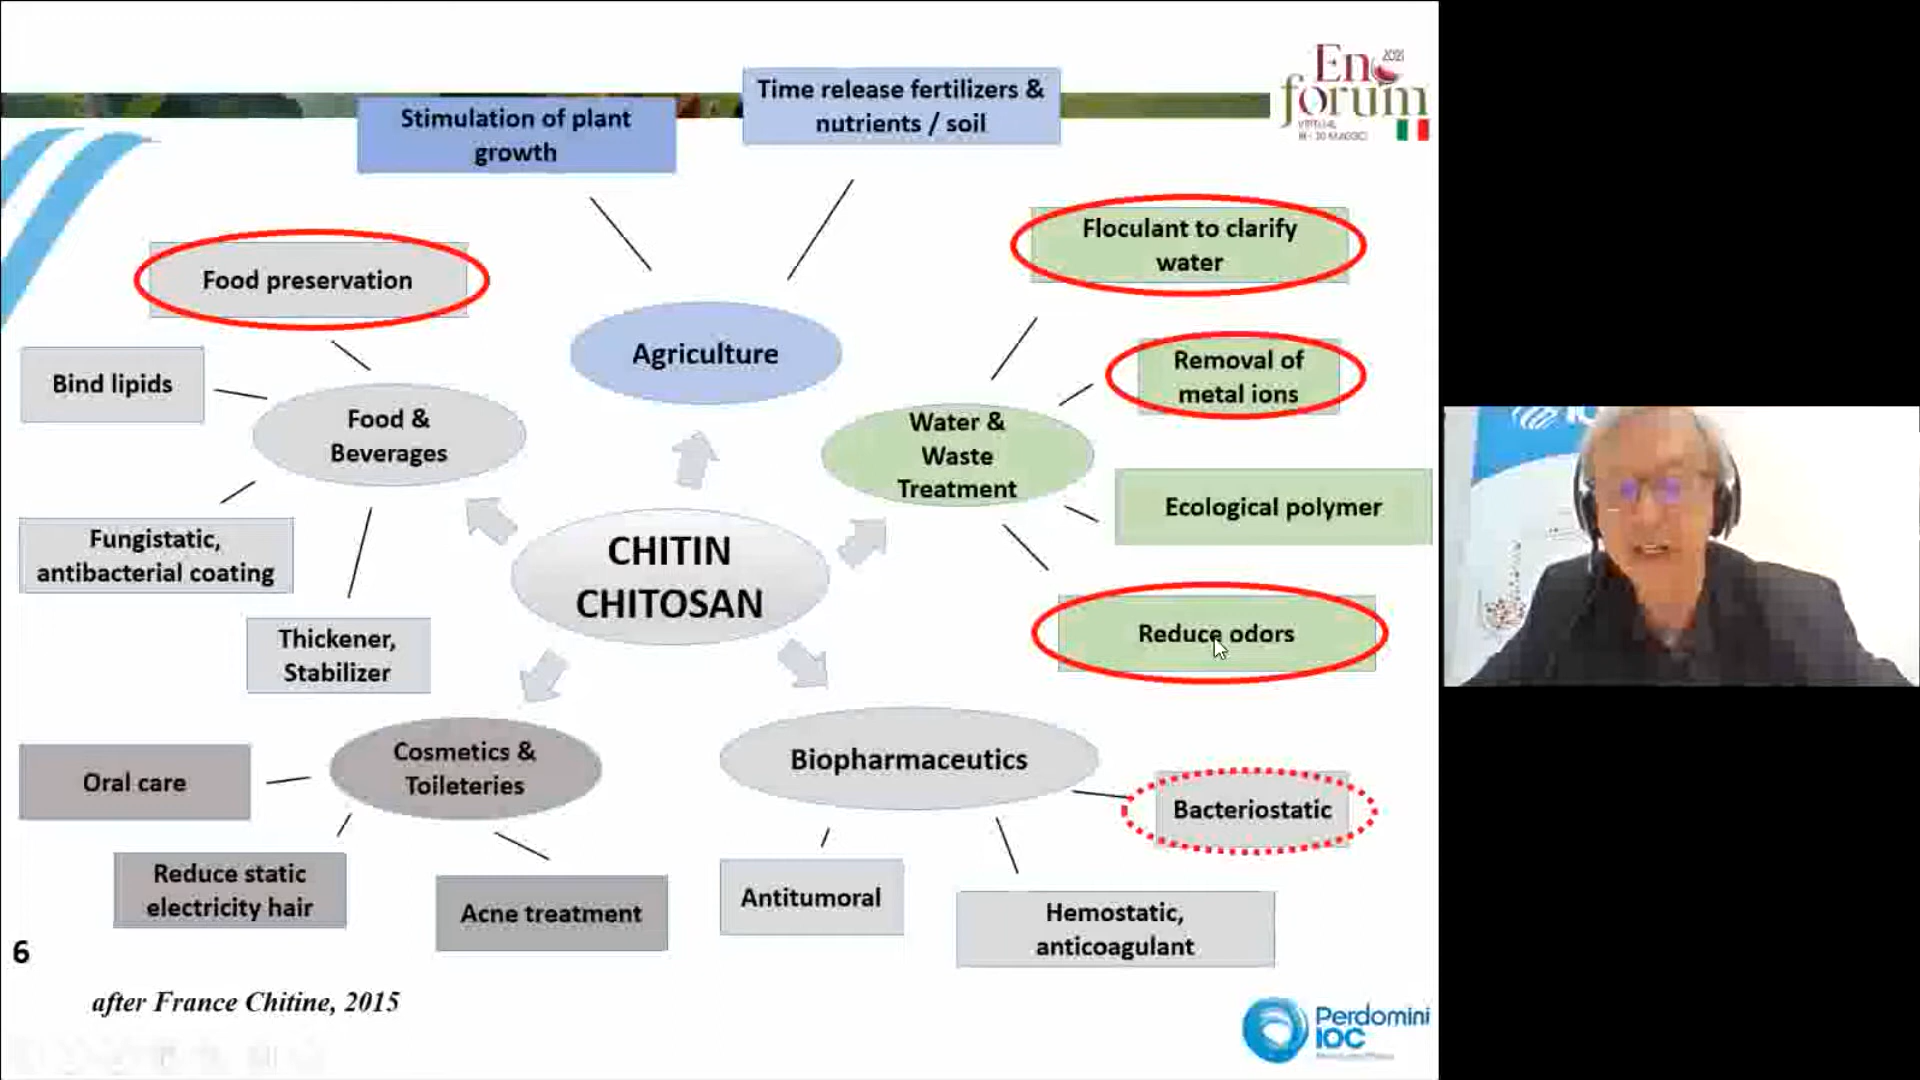 En
2021
forum
Time release fertilizers &
nutrients / soil
Stimulation of plant
growth
Floculant to clarify
water
Food preservation
Removal of
metal ions
Agriculture
Bind lipids
Food &
Beverages
Water &
Waste
Treatment
Ecological polymer
CHITIN
CHITOSAN
Fungistatic,
antibacterial coating
Reduce odors
Thickener,
Stabilizer
Cosmetics &
Toileteries
Biopharmaceutics
Oral care
Bacteriostatic
Reduce static
electricity hair
Acne treatment
Antitumoral
Hemostatic,
anticoagulant
6
after France Chitine, 2015
Perdomini
IOC